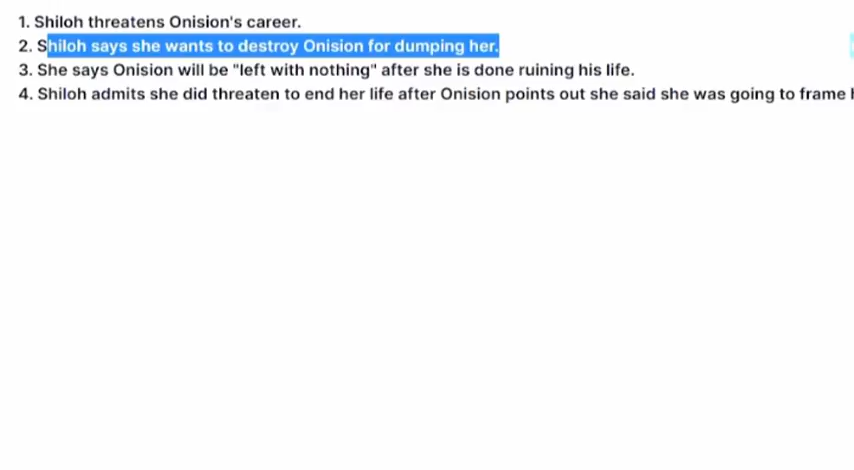 1. Shiloh threatens Onision's career.
2. Shiloh says she wants to destroy Onision for dumping her.
3. She says Onision will be "left with nothing" after she is done ruining his life.
4. Shiloh admits she did threaten to end her life after Onision points out she said she was going to frame